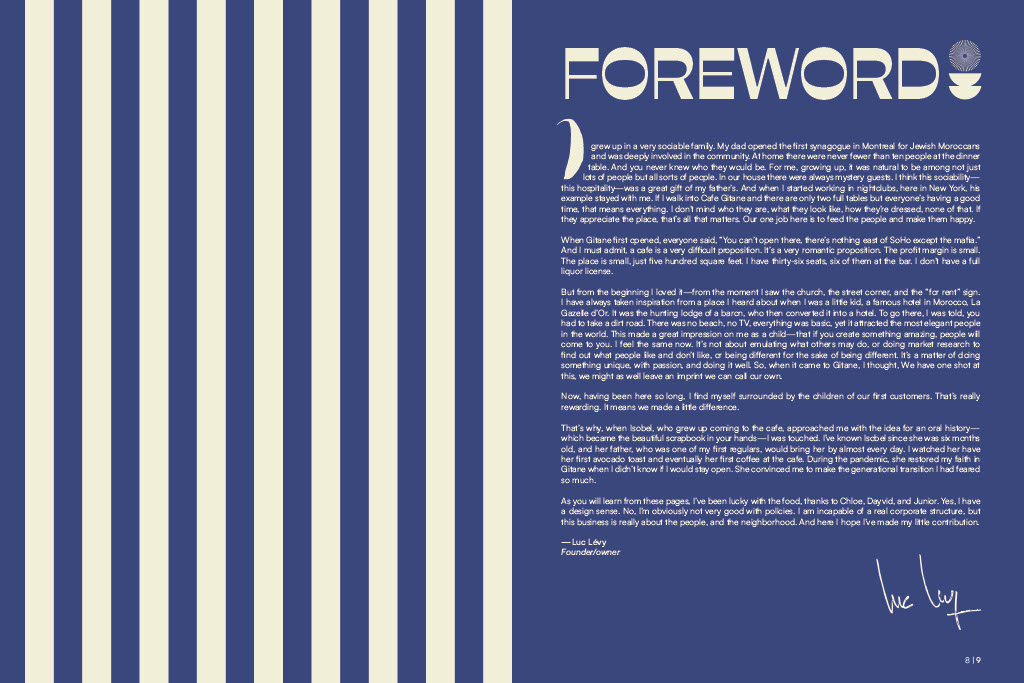 FOREWORD
I grew up in a very sociable family. My dad opened the first synagogue in Montreal for Jewish Moroccans
and was deeply involved in the community. At home there were never fewer than ten people at the dinner
table. And you never knew who they would be. For me, growing up, it was natural to be among not just
lots of people but all sorts of people. In our house there were always mystery guests. I think this sociability—
this hospitality—was a great gift of my father's. And when I started working in nightclubs, here in New York, his
example stayed with me. If I walk into Cafe Gitane and there are only two full tables but everyone's having a good
time, that means everything. I don't mind who they are, what they look like, how they're dressed, none of that. If
they appreciate the place, that's all that matters. Our one job here is to feed the people and make them happy.
When Gitane first opened, everyone said, "You can't open there, there's nothing east of SoHo except the mafia."
And I must admit, a cafe is a very difficult proposition. It's a very romantic proposition. The profit margin is small.
The place is small, just five hundred square feet. I have thirty-six seats, six of them at the bar. I don't have a full
liquor license.
But from the beginning I loved it—from the moment I saw the church, the street corner, and the "for rent" sign.
I have always taken inspiration from a place I heard about when I was a little kid, a famous hotel in Morocco, La
Gazelle d'Or. It was the hunting lodge of a baron, who then converted it into a hotel. To go there, I was told, you
had to take a dirt road. There was no beach, no TV, everything was basic, yet it attracted the most elegant people
in the world. This made a great impression on me as a child—that if you create something amazing, people will
come to you. I feel the same now. It's not about emulating what others may do, or doing market research to
find out what people like and don't like, or being different for the sake of being different. It's a matter of doing
something unique, with passion, and doing it well. So, when it came to Gitane, I thought, We have one shot at
this, we might as well leave an imprint we can call our own.
Now, having been here so long, I find myself surrounded by the children of our first customers. That's really
rewarding. It means we made a little difference.
That's why, when Isobel, who grew up coming to the cafe, approached me with the idea for an oral history—
which became the beautiful scrapbook in your hands—I was touched. I've known Isobel since she was six months
old, and her father, who was one of my first regulars, would bring her by almost every day. I watched her have
her first avocado toast and eventually her first coffee at the cafe. During the pandemic, she restored my faith in
Gitane when I didn't know if I would stay open. She convinced me to make the generational transition I had feared
so much.
As you will learn from these pages, I've been lucky with the food, thanks to Chloe, Dayvid, and Junior. Yes, I have
a design sense. No, I'm obviously not very good with policies. I am incapable of a real corporate structure, but
this business is really about the people, and the neighborhood. And here I hope I've made my little contribution.
—Luc Lévy
Founder/owner
Luc Lévy
8 | 9